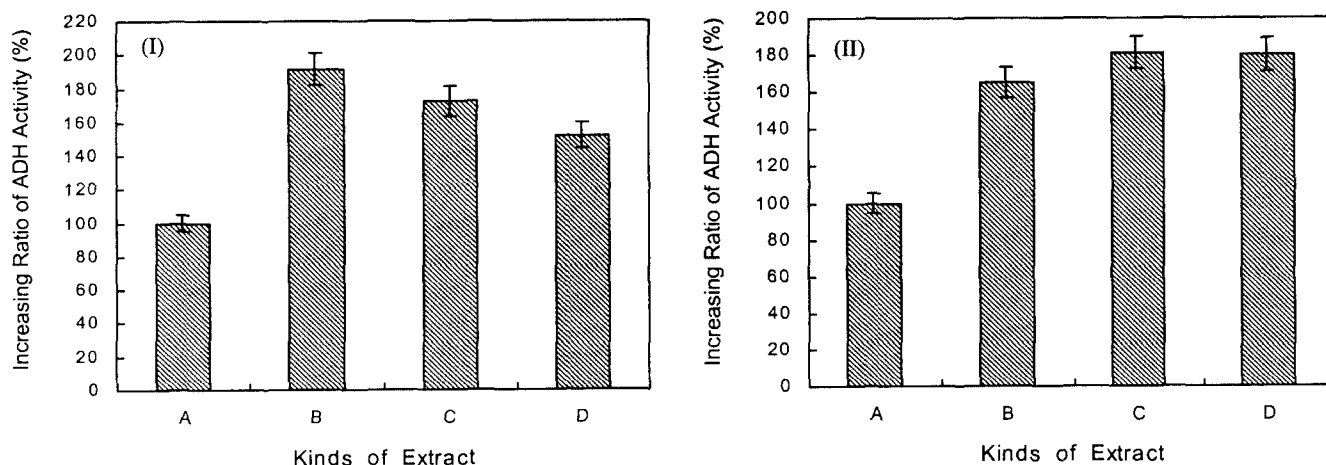 Increasing Ratio of ADH Activity (%)
(I)
220
200
180
160
140
120
100
80
60
40
20
0
A B C D
Kinds of Extract
Increasing Ratio of ADH Activity (%)
(II)
200
180
160
140
120
100
80
60
40
20
0
A B C D
Kinds of Extract